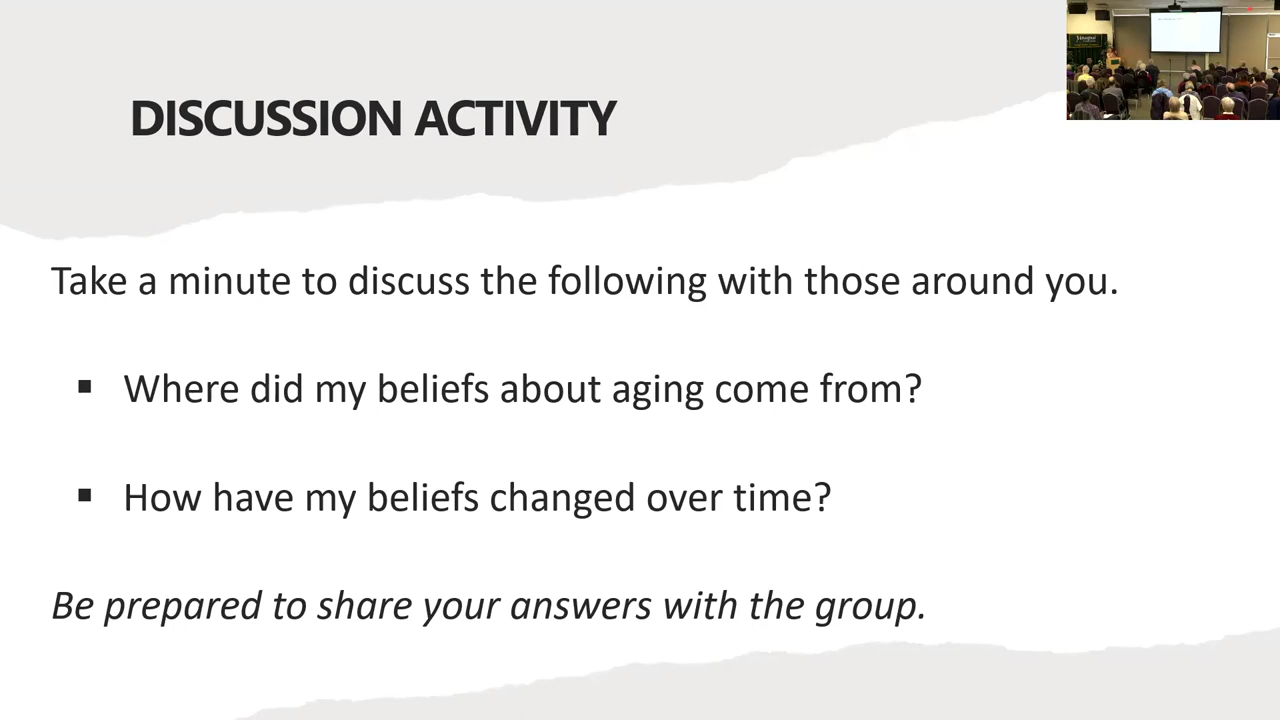 DISCUSSION ACTIVITY
Take a minute to discuss the following with those around you.
▪ Where did my beliefs about aging come from?
▪ How have my beliefs changed over time?
Be prepared to share your answers with the group.